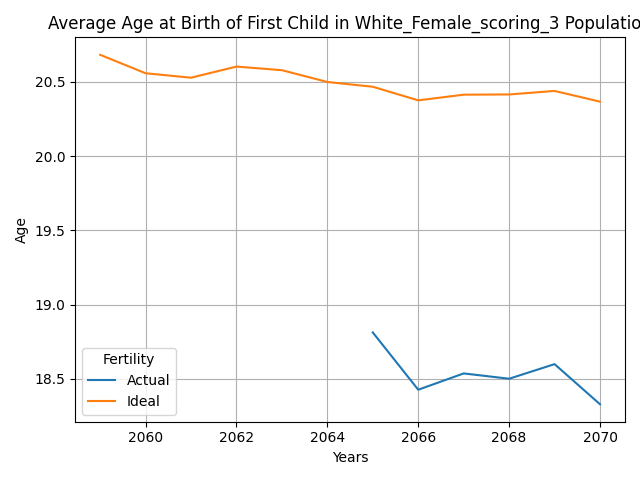 Average Age at Birth of First Child in White_Female_scoring_3 Populatio
20.5
20.0
19.5
19.0
18.5
Age
Fertility
Actual
Ideal
2060 2062 2064 2066 2068 2070
Years